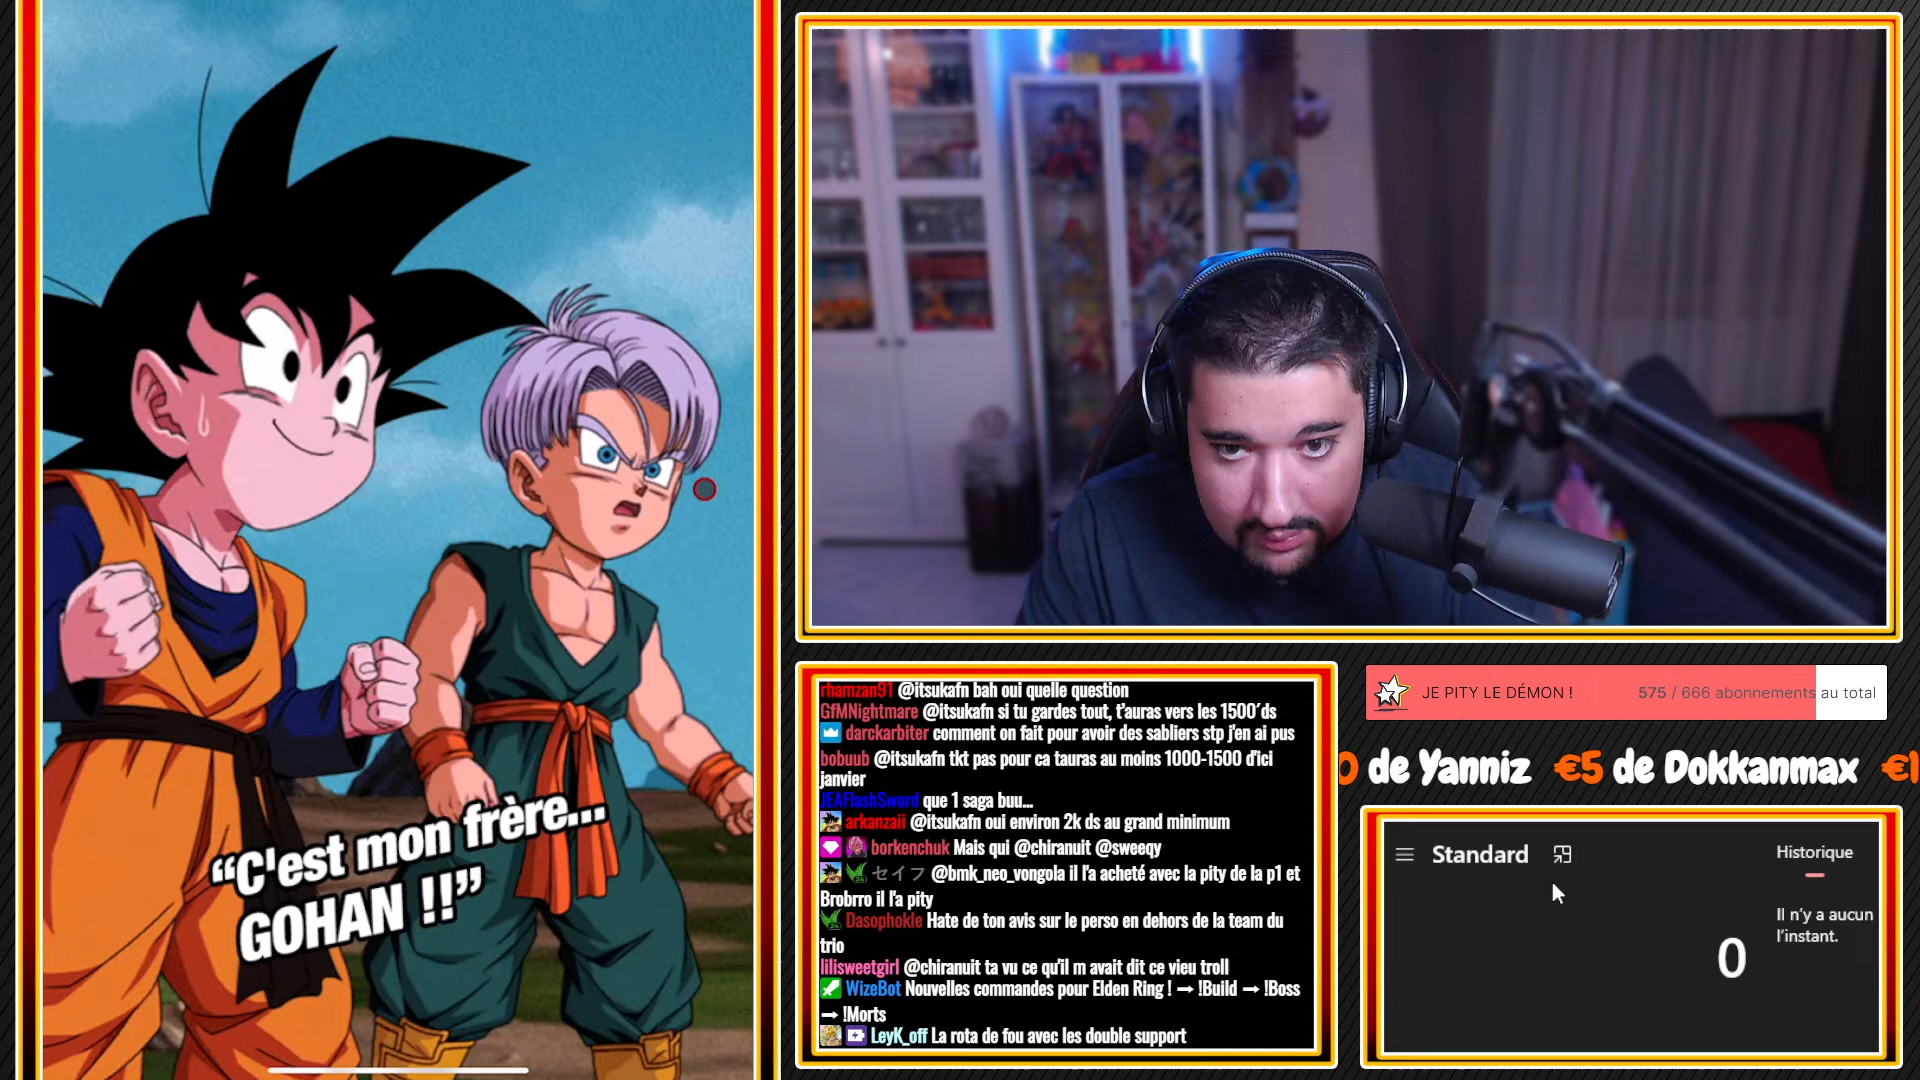 “C'est mon frère...
GOHAN !!”
rhamzan91 @itsukafn bah oui quelle question
GfMNightmare @itsukafn si tu gardes tout, t'auras vers les 1500´ds
darckarbiter comment on fait pour avoir des sabliers stp j'en ai pus
bobuub @itsukafn tkt pas pour ca tauras au moins 1000-1500 d'ici
janvier
JEAFlashSword que 1 saga buu...
arkanzaii @itsukafn oui environ 2k ds au grand minimum
borkenchuk Mais qui @chiranuit @sweeqy
セイフ @bmk_neo_vongola il l'a acheté avec la pity de la p1 et
Brobrro il l'a pity
Dasophokle Hate de ton avis sur le perso en dehors de la team du
trio
lilisweetgirl @chiranuit ta vu ce qu'il m avait dit ce vieu troll
WizeBot Nouvelles commandes pour Elden Ring ! → !Build → !Boss
→ !Morts
LeyK_off La rota de fou avec les double support
JE PITY LE DÉMON ! 575 / 666 abonnements au total
0 de Yanniz €5 de Dokkanmax €1
Standard
Historique
Il n'y a aucun
l'instant.
0